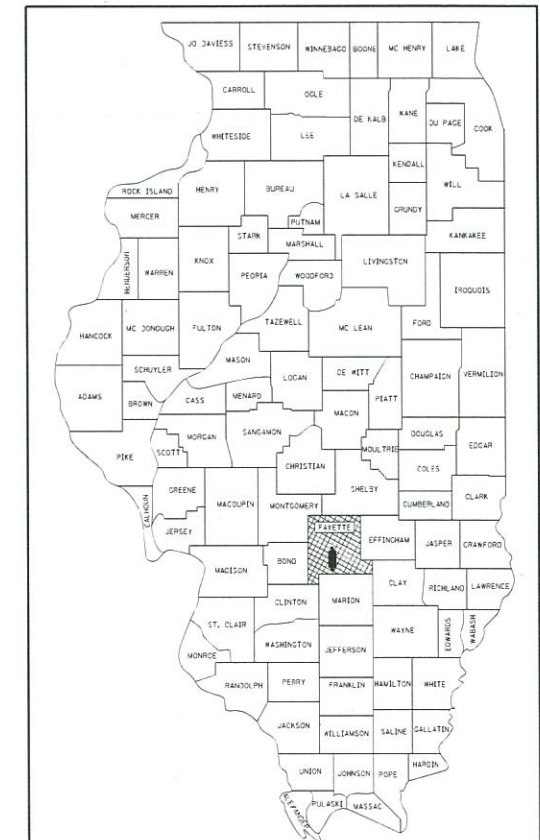 JO DAVIESS STEVENSON WINNEBAGO BOONE MC HENRY LAKE
CARROLL OGLE DE KALB KANE DU PAGE COOK
WHITESIDE LEE
KENDALL WILL
ROCK ISLAND HENRY BUREAU LA SALLE
MERCER PUTNAM GRUNDY
STARK MARSHALL KANKAKEE
HENDERSON WARREN KNOX PEORIA WOODFORD LIVINGSTON IROQUOIS
HANCOCK MC DONOUGH FULTON TAZEWELL MC LEAN FORD
MASON
SCHUYLER LOGAN DE WITT CHAMPAIGN VERMILION
ADAMS BROWN CASS MENARD PIATT
MACON
MORGAN SANGAMON DOUGLAS
PIKE SCOTT MOULTRIE EDGAR
CHRISTIAN COLES
GREENE SHELBY
CALHOUN MACOUPIN MONTGOMERY CUMBERLAND CLARK
JERSEY FAYETTE EFFINGHAM JASPER CRAWFORD
MADISON BOND
CLAY RICHLAND LAWRENCE
CLINTON MARION
ST. CLAIR WAYNE EDWARDS WABASH
WASHINGTON JEFFERSON
MONROE
RANDOLPH PERRY FRANKLIN HAMILTON WHITE
JACKSON WILLIAMSON SALINE GALLATIN
UNION JOHNSON POPE HARDIN
ALEXANDER PULASKI MASSAC